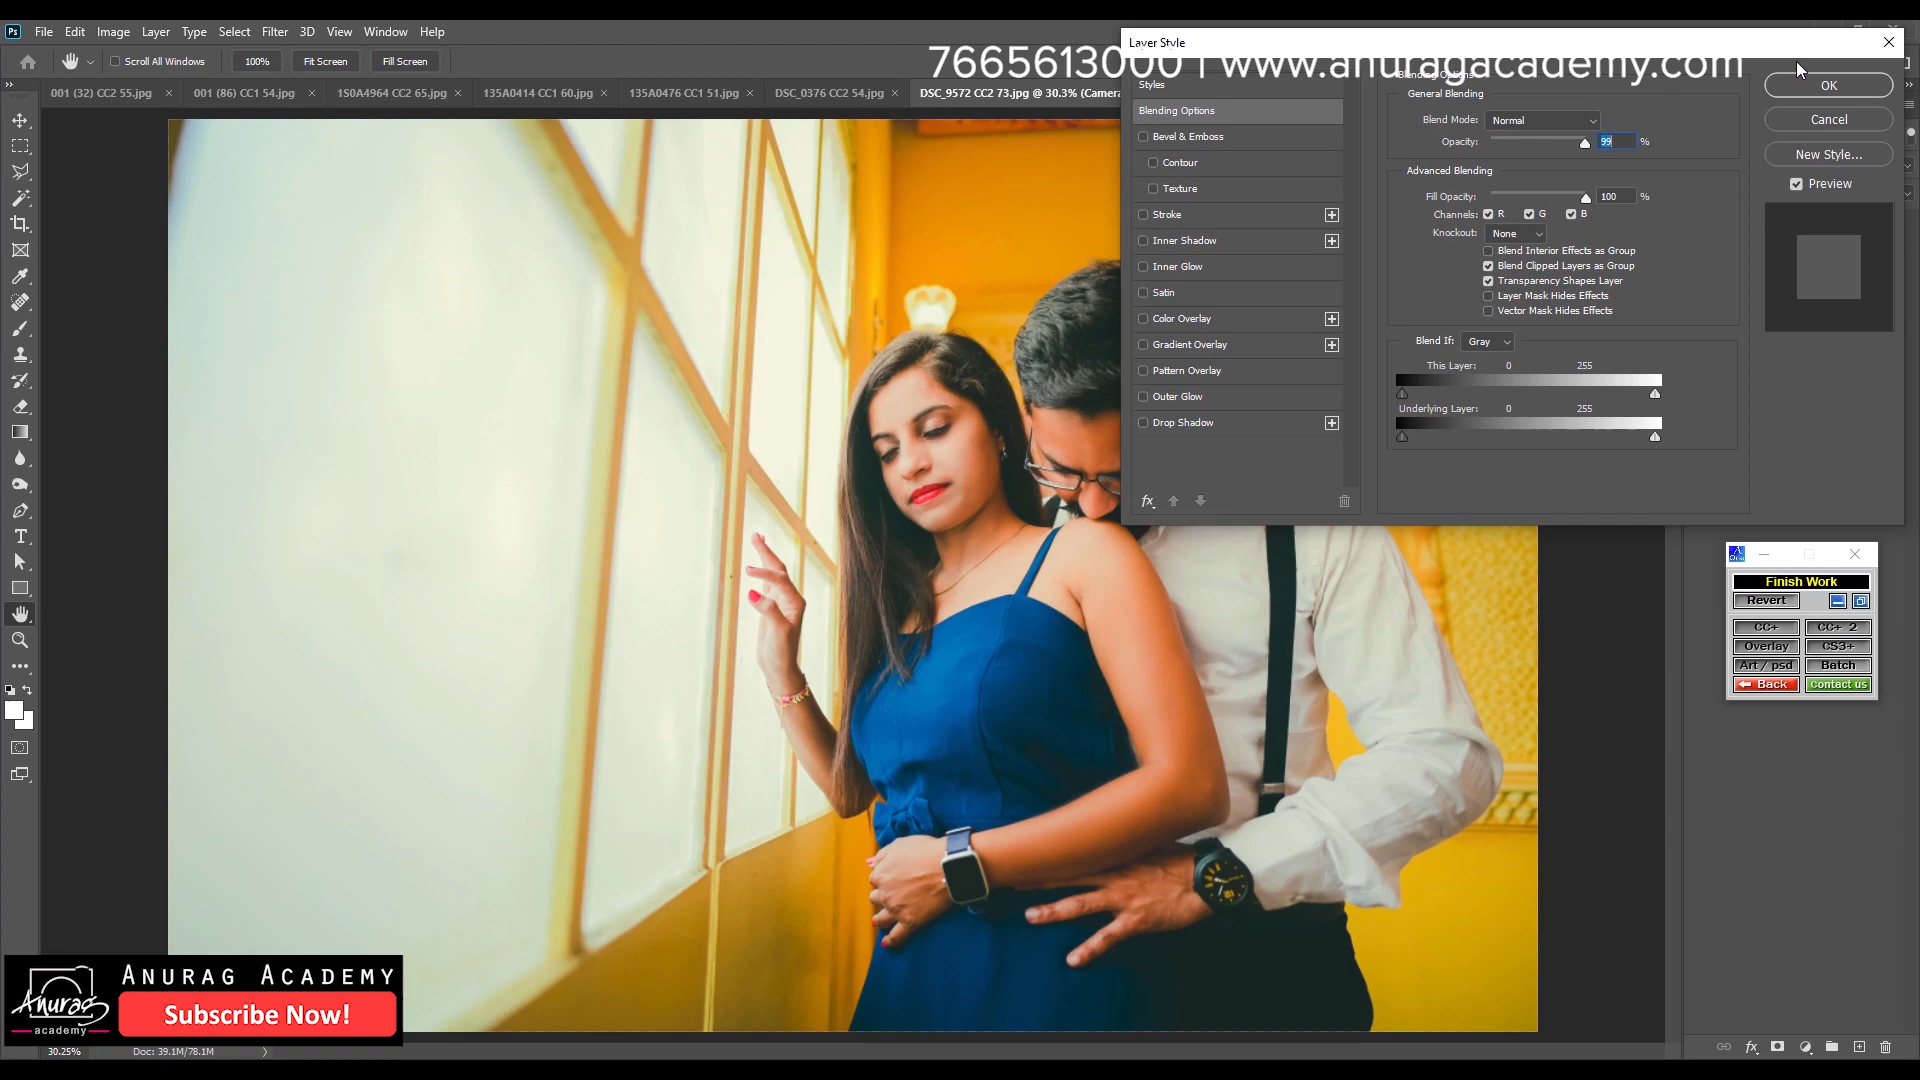 Ps File Edit Image Layer Type Select Filter 3D View Window Help
Scroll All Windows 100% Fit Screen Fill Screen
7665613000 | www.anuragacademy.com
001 (32) CC2 55.jpg 001 (86) CC1 54.jpg 1S0A4964 CC2 65.jpg 135A0414 CC1 60.jpg 135A0476 CC1 51.jpg DSC_0376 CC2 54.jpg DSC_9572 CC2 73.jpg @ 30.3% (Camera
Layer Style
Styles
Blending Options
Bevel & Emboss
Contour
Texture
Stroke
Inner Shadow
Inner Glow
Satin
Color Overlay
Gradient Overlay
Pattern Overlay
Outer Glow
Drop Shadow
fx
Blending Options
General Blending
Blend Mode: Normal
Opacity: 99 %
Advanced Blending
Fill Opacity: 100 %
Channels: R G B
Knockout: None
Blend Interior Effects as Group
Blend Clipped Layers as Group
Transparency Shapes Layer
Layer Mask Hides Effects
Vector Mask Hides Effects
Blend If: Gray
This Layer: 0 255
Underlying Layer: 0 255
OK
Cancel
New Style...
Preview
Finish Work
Revert
CC+ CC+ 2
Overlay CS3+
Art / psd Batch
Back Contact us
Anurag academy
ANURAG ACADEMY
Subscribe Now!
30.25% Doc: 39.1M/78.1M
fx